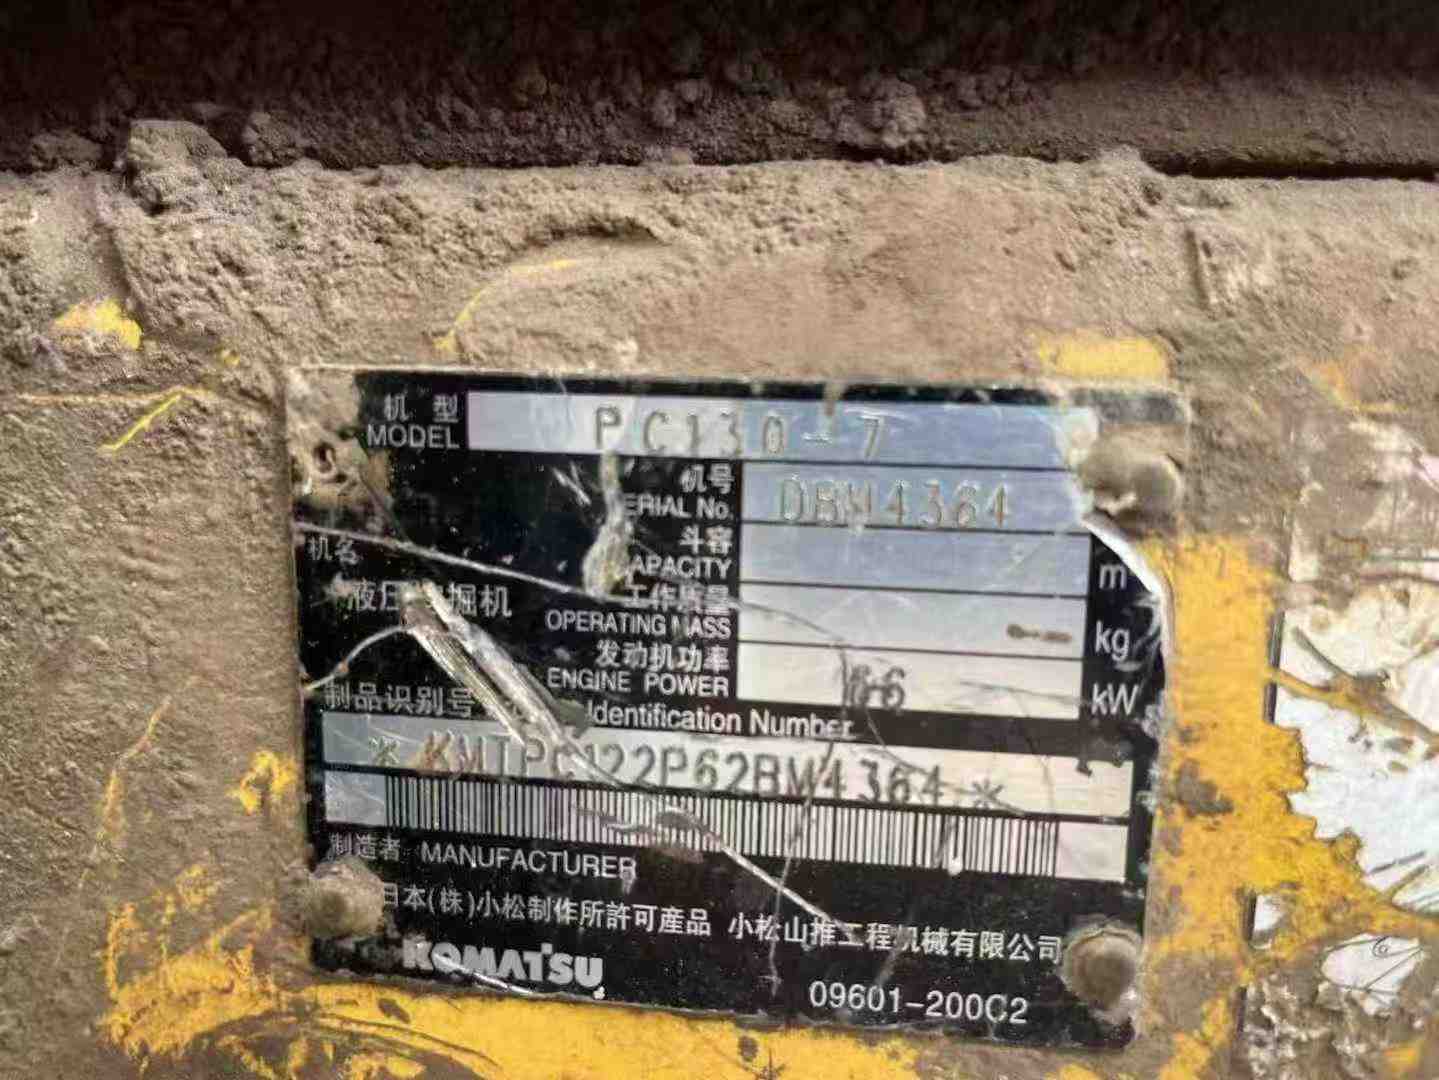 机型 MODEL PC130-7
机号 ERIAL No. DBM4364
斗容 APACITY m
机名
工作质量 OPERATING MASS kg
液压 掘机
发动机功率 ENGINE POWER 66 kW
制品识别号 Identification Number
*KMTPC122P62BM4364*
制造者 MANUFACTURER
日本(株)小松制作所許可産品 小松山推工程机械有限公司
KOMATSU 09601-200C2